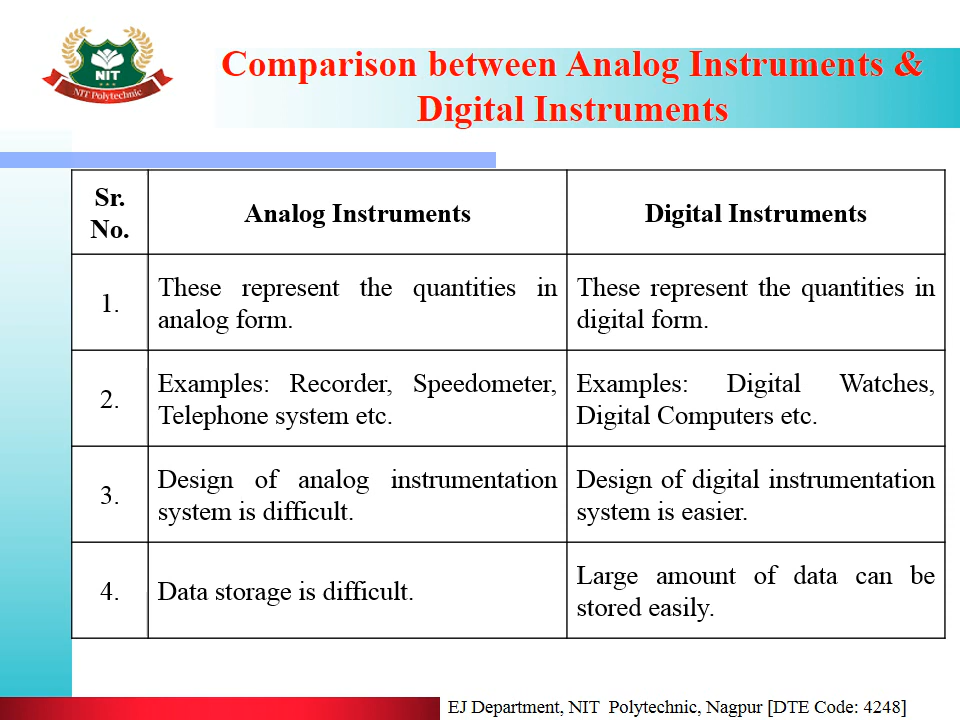 NIT
NIT Polytechnic
Comparison between Analog Instruments &
Digital Instruments
Sr.
No.
Analog Instruments
Digital Instruments
1.
These represent the quantities in
analog form.
These represent the quantities in
digital form.
2.
Examples: Recorder, Speedometer,
Telephone system etc.
Examples: Digital Watches,
Digital Computers etc.
3.
Design of analog instrumentation
system is difficult.
Design of digital instrumentation
system is easier.
4.
Data storage is difficult.
Large amount of data can be
stored easily.
EJ Department, NIT Polytechnic, Nagpur [DTE Code: 4248]